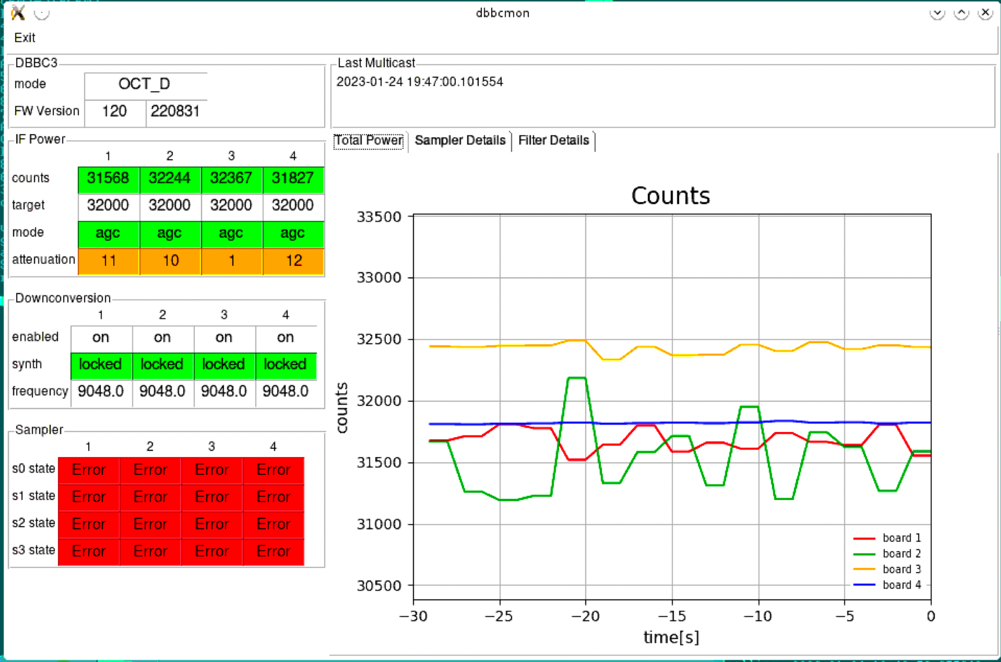 dbbcmon
Exit
DBBC3
mode OCT_D
FW Version 120 220831
Last Multicast
2023-01-24 19:47:00.101554
IF Power
1 2 3 4
counts 31568 32244 32367 31827
target 32000 32000 32000 32000
mode agc agc agc agc
attenuation 11 10 1 12
Downconversion
1 2 3 4
enabled on on on on
synth locked locked locked locked
frequency 9048.0 9048.0 9048.0 9048.0
Sampler
1 2 3 4
s0 state Error Error Error Error
s1 state Error Error Error Error
s2 state Error Error Error Error
s3 state Error Error Error Error
Total Power Sampler Details Filter Details
Counts
33500
33000
32500
32000
31500
31000
30500
counts
board 1
board 2
board 3
board 4
−30 −25 −20 −15 −10 −5 0
time[s]